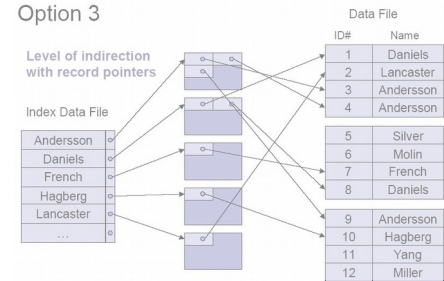 Option 3
Level of indirection
with record pointers
Index Data File
Andersson
Daniels
French
Hagberg
Lancaster
...
Data File
ID# Name
1 Daniels
2 Lancaster
3 Andersson
4 Andersson
5 Silver
6 Molin
7 French
8 Daniels
9 Andersson
10 Hagberg
11 Yang
12 Miller